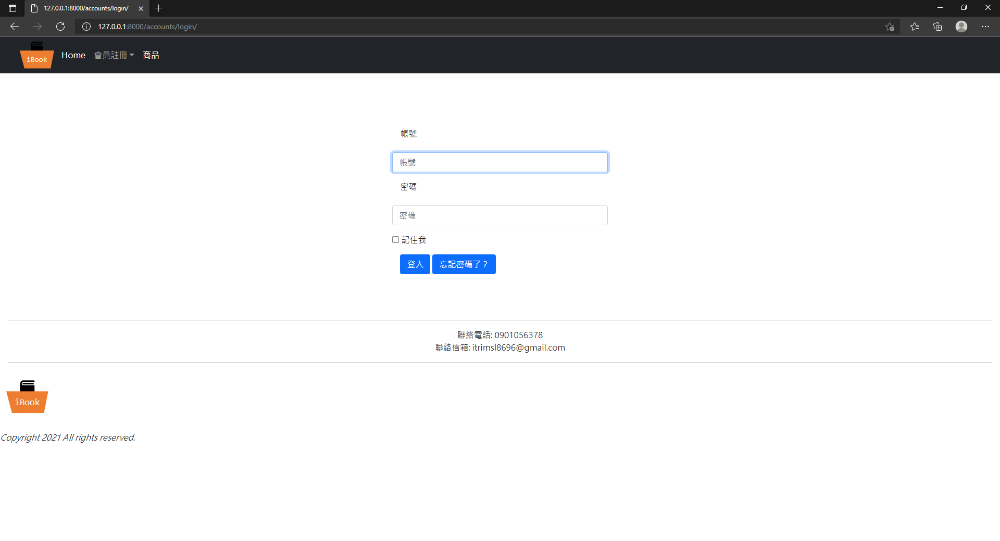 127.0.0.1:8000/accounts/login/
127.0.0.1:8000/accounts/login/
iBook
Home 會員註冊 商品
帳號
帳號
密碼
密碼
記住我
登入 忘記密碼了？
聯絡電話: 0901056378
聯絡信箱: itrimsl8696@gmail.com
iBook
Copyright 2021 All rights reserved.